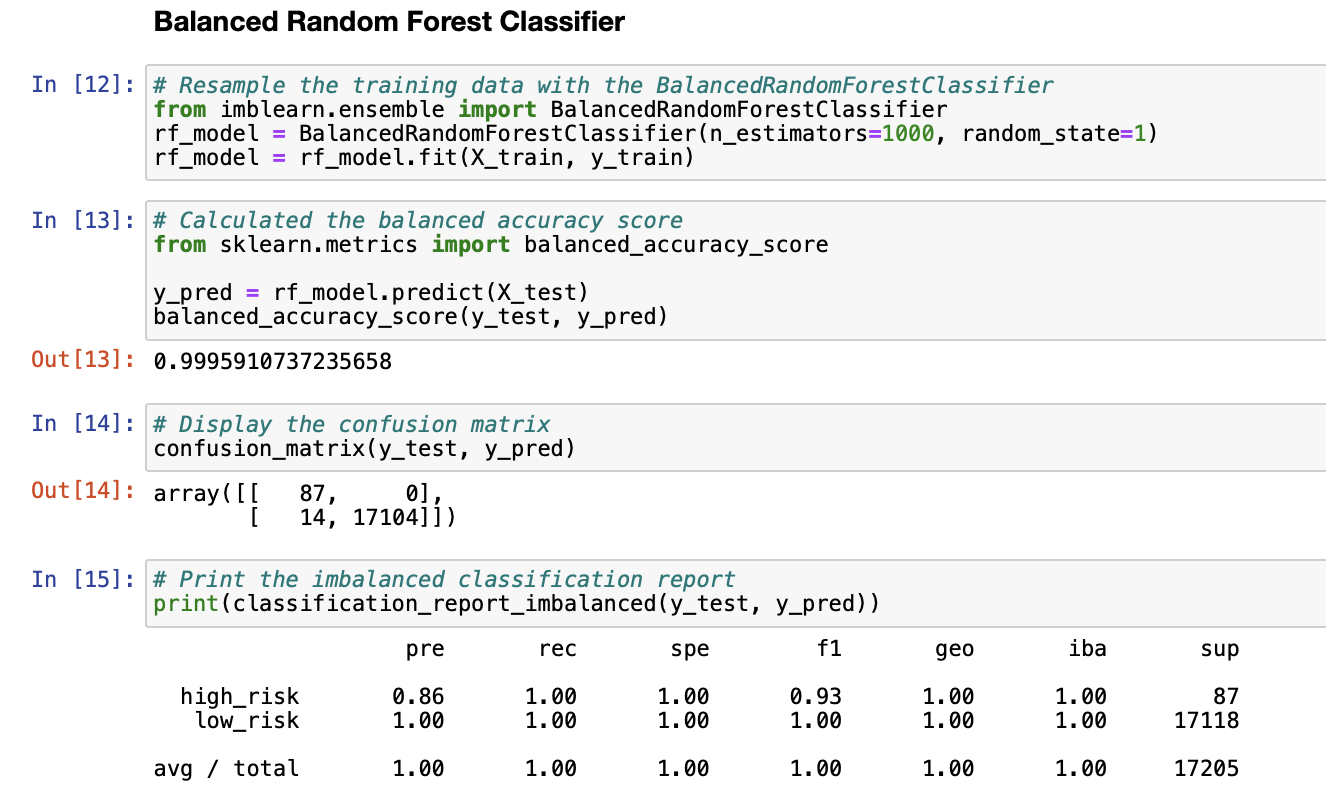 Balanced Random Forest Classifier
In [12]: # Resample the training data with the BalancedRandomForestClassifier
from imblearn.ensemble import BalancedRandomForestClassifier
rf_model = BalancedRandomForestClassifier(n_estimators=1000, random_state=1)
rf_model = rf_model.fit(X_train, y_train)
In [13]: # Calculated the balanced accuracy score
from sklearn.metrics import balanced_accuracy_score
y_pred = rf_model.predict(X_test)
balanced_accuracy_score(y_test, y_pred)
Out[13]: 0.9995910737235658
In [14]: # Display the confusion matrix
confusion_matrix(y_test, y_pred)
Out[14]: array([[   87,     0],
       [   14, 17104]])
In [15]: # Print the imbalanced classification report
print(classification_report_imbalanced(y_test, y_pred))
pre rec spe f1 geo iba sup
high_risk 0.86 1.00 1.00 0.93 1.00 1.00 87
low_risk 1.00 1.00 1.00 1.00 1.00 1.00 17118
avg / total 1.00 1.00 1.00 1.00 1.00 1.00 17205